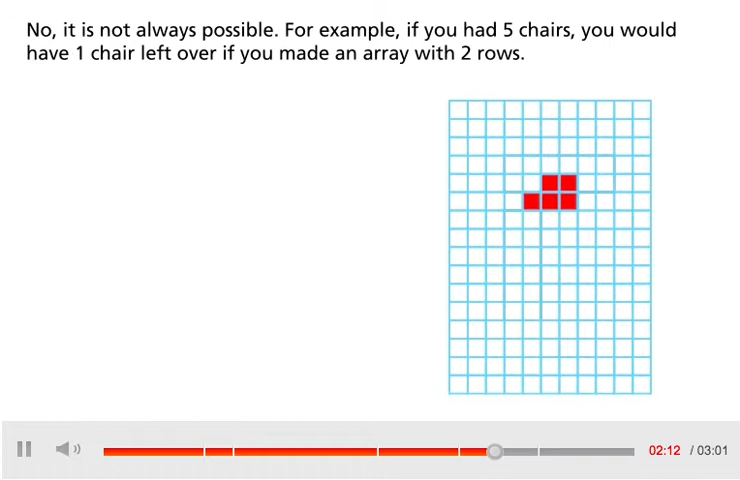 No, it is not always possible. For example, if you had 5 chairs, you would
have 1 chair left over if you made an array with 2 rows.
02:12 / 03:01